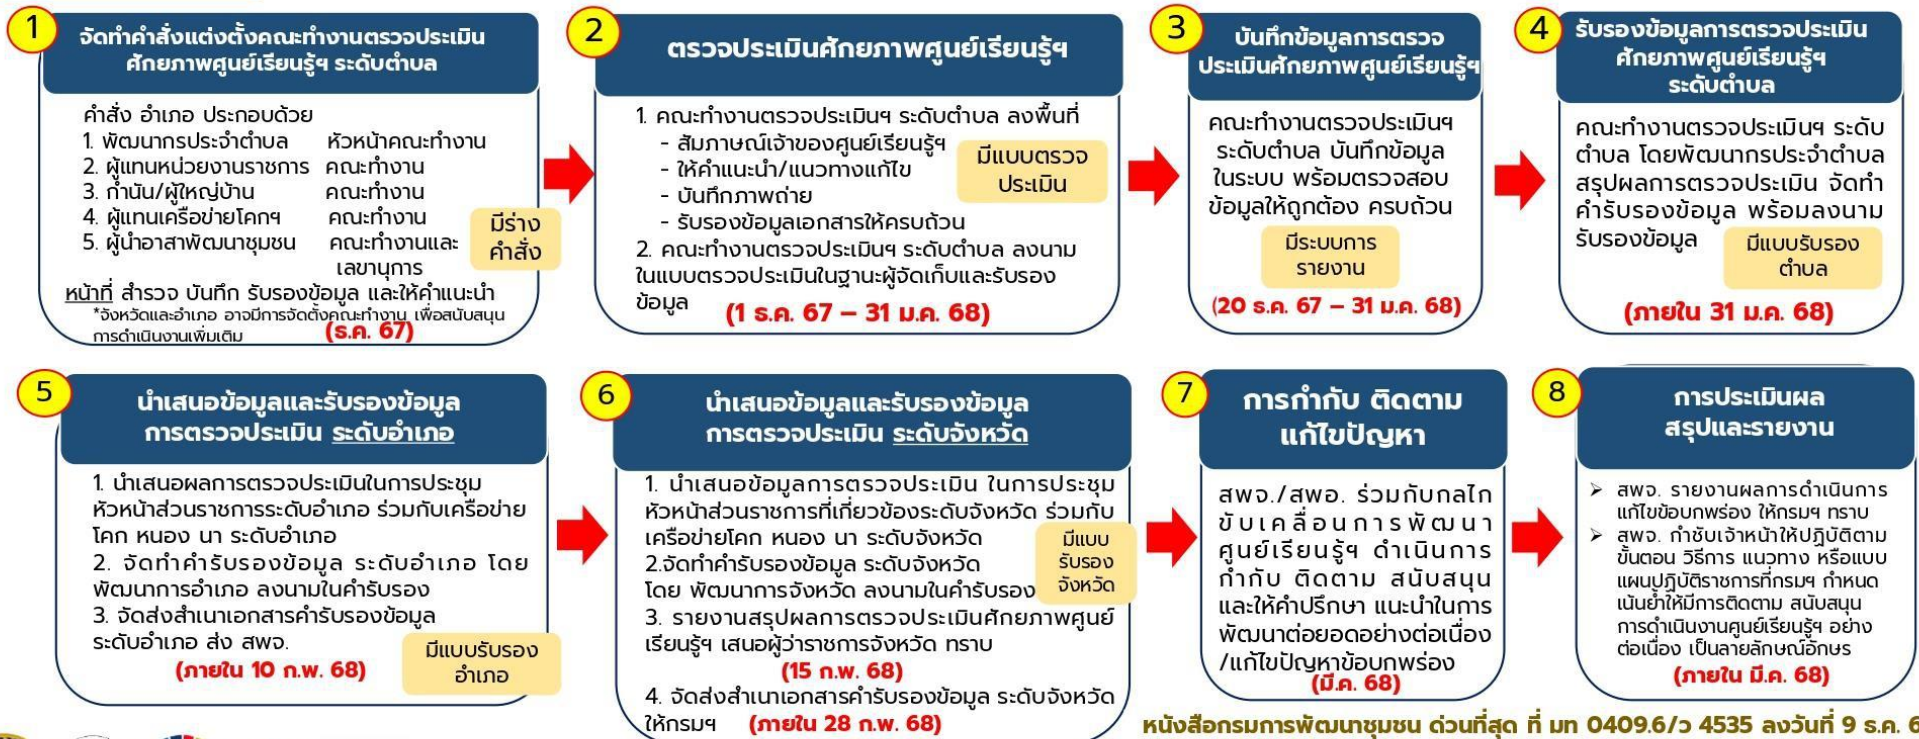 1
จัดทำคำสั่งแต่งตั้งคณะทำงานตรวจประเมิน
ศักยภาพศูนย์เรียนรู้ฯ ระดับตำบล
คำสั่ง อำเภอ ประกอบด้วย
1. พัฒนากรประจำตำบล หัวหน้าคณะทำงาน
2. ผู้แทนหน่วยงานราชการ คณะทำงาน
3. กำนัน/ผู้ใหญ่บ้าน คณะทำงาน
4. ผู้แทนเครือข่ายโคกฯ คณะทำงาน
5. ผู้นำอาสาพัฒนาชุมชน คณะทำงานและ
เลขานุการ
มีร่าง
คำสั่ง
หน้าที่ สำรวจ บันทึก รับรองข้อมูล และให้คำแนะนำ
*จังหวัดและอำเภอ อาจมีการจัดตั้งคณะทำงาน เพื่อสนับสนุน
การดำเนินงานเพิ่มเติม (ธ.ค. 67)
2
ตรวจประเมินศักยภาพศูนย์เรียนรู้ฯ
1. คณะทำงานตรวจประเมินฯ ระดับตำบล ลงพื้นที่
- สัมภาษณ์เจ้าของศูนย์เรียนรู้ฯ
- ให้คำแนะนำ/แนวทางแก้ไข
- บันทึกภาพถ่าย
- รับรองข้อมูลเอกสารให้ครบถ้วน
มีแบบตรวจ
ประเมิน
2. คณะทำงานตรวจประเมินฯ ระดับตำบล ลงนาม
ในแบบตรวจประเมินในฐานะผู้จัดเก็บและรับรอง
ข้อมูล (1 ธ.ค. 67 – 31 ม.ค. 68)
3
บันทึกข้อมูลการตรวจ
ประเมินศักยภาพศูนย์เรียนรู้ฯ
คณะทำงานตรวจประเมินฯ
ระดับตำบล บันทึกข้อมูล
ในระบบ พร้อมตรวจสอบ
ข้อมูลให้ถูกต้อง ครบถ้วน
มีระบบการ
รายงาน
(20 ธ.ค. 67 – 31 ม.ค. 68)
4
รับรองข้อมูลการตรวจประเมิน
ศักยภาพศูนย์เรียนรู้ฯ
ระดับตำบล
คณะทำงานตรวจประเมินฯ ระดับ
ตำบล โดยพัฒนากรประจำตำบล
สรุปผลการตรวจประเมิน จัดทำ
คำรับรองข้อมูล พร้อมลงนาม
รับรองข้อมูล
มีแบบรับรอง
ตำบล
(ภายใน 31 ม.ค. 68)
5
นำเสนอข้อมูลและรับรองข้อมูล
การตรวจประเมิน ระดับอำเภอ
1. นำเสนอผลการตรวจประเมินในการประชุม
หัวหน้าส่วนราชการระดับอำเภอ ร่วมกับเครือข่าย
โคก หนอง นา ระดับอำเภอ
2. จัดทำคำรับรองข้อมูล ระดับอำเภอ โดย
พัฒนาการอำเภอ ลงนามในคำรับรอง
3. จัดส่งสำเนาเอกสารคำรับรองข้อมูล
ระดับอำเภอ ส่ง สพจ.
(ภายใน 10 ก.พ. 68)
มีแบบรับรอง
อำเภอ
6
นำเสนอข้อมูลและรับรองข้อมูล
การตรวจประเมิน ระดับจังหวัด
1. นำเสนอข้อมูลการตรวจประเมิน ในการประชุม
หัวหน้าส่วนราชการที่เกี่ยวข้องระดับจังหวัด ร่วมกับ
เครือข่ายโคก หนอง นา ระดับจังหวัด
2.จัดทำคำรับรองข้อมูล ระดับจังหวัด
โดย พัฒนาการจังหวัด ลงนามในคำรับรอง
มีแบบ
รับรอง
จังหวัด
3. รายงานสรุปผลการตรวจประเมินศักยภาพศูนย์
เรียนรู้ฯ เสนอผู้ว่าราชการจังหวัด ทราบ
(15 ก.พ. 68)
4. จัดส่งสำเนาเอกสารคำรับรองข้อมูล ระดับจังหวัด
ให้กรมฯ (ภายใน 28 ก.พ. 68)
7
การกำกับ ติดตาม
แก้ไขปัญหา
สพจ./สพอ. ร่วมกับกลไก
ขับเคลื่อนการพัฒนา
ศูนย์เรียนรู้ฯ ดำเนินการ
กำกับ ติดตาม สนับสนุน
และให้คำปรึกษา แนะนำในการ
พัฒนาต่อยอดอย่างต่อเนื่อง
/แก้ไขปัญหาข้อบกพร่อง
(มี.ค. 68)
8
การประเมินผล
สรุปและรายงาน
➢ สพจ. รายงานผลการดำเนินการ
แก้ไขข้อบกพร่อง ให้กรมฯ ทราบ
➢ สพจ. กำชับเจ้าหน้าให้ปฏิบัติตาม
ขั้นตอน วิธีการ แนวทาง หรือแบบ
แผนปฏิบัติราชการที่กรมฯ กำหนด
เน้นย้ำให้มีการติดตาม สนับสนุน
การดำเนินงานศูนย์เรียนรู้ฯ อย่าง
ต่อเนื่อง เป็นลายลักษณ์อักษร
(ภายใน มี.ค. 68)
หนังสือกรมการพัฒนาชุมชน ด่วนที่สุด ที่ มท 0409.6/ว 4535 ลงวันที่ 9 ธ.ค. 6